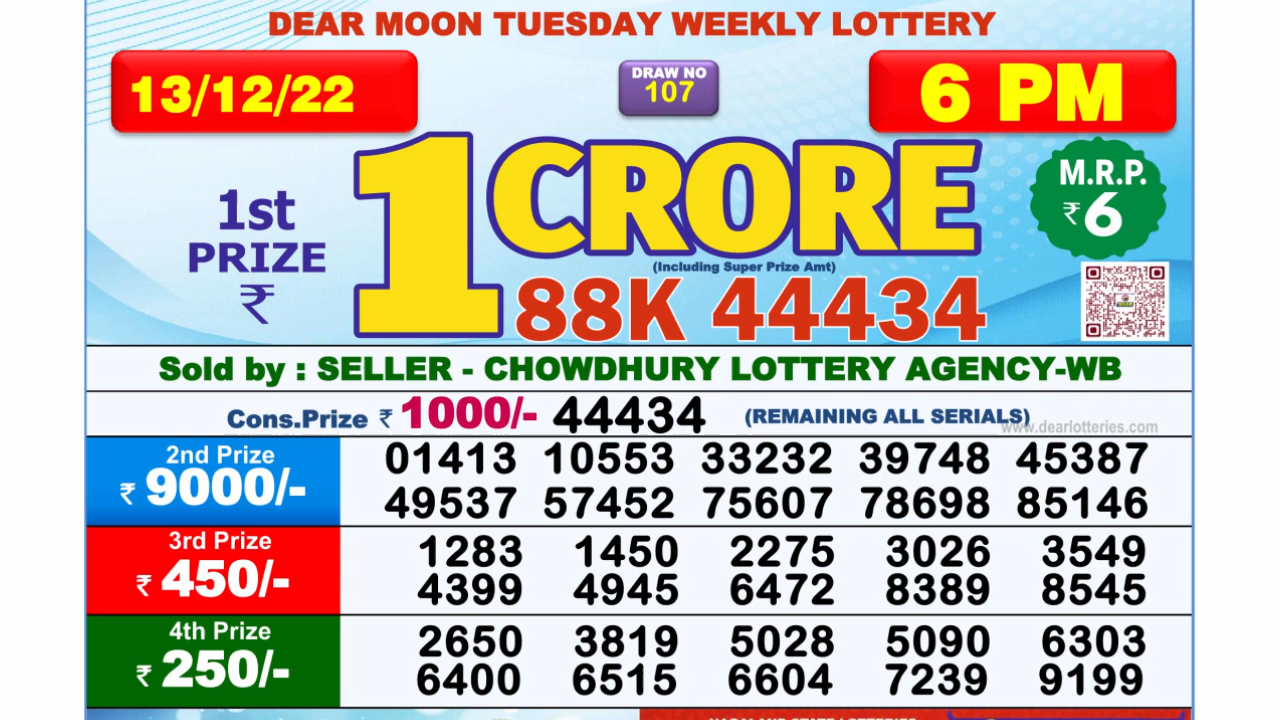 DEAR MOON TUESDAY WEEKLY LOTTERY
13/12/22
DRAW NO
107
6 PM
1st
PRIZE
₹
1 CRORE
(Including Super Prize Amt)
88K 44434
M.R.P.
₹6
Sold by : SELLER - CHOWDHURY LOTTERY AGENCY-WB
Cons.Prize ₹ 1000/- 44434 (REMAINING ALL SERIALS)
www.dearlotteries.com
2nd Prize
₹ 9000/-
01413 10553 33232 39748 45387
49537 57452 75607 78698 85146
3rd Prize
₹ 450/-
1283 1450 2275 3026 3549
4399 4945 6472 8389 8545
4th Prize
₹ 250/-
2650 3819 5028 5090 6303
6400 6515 6604 7239 9199